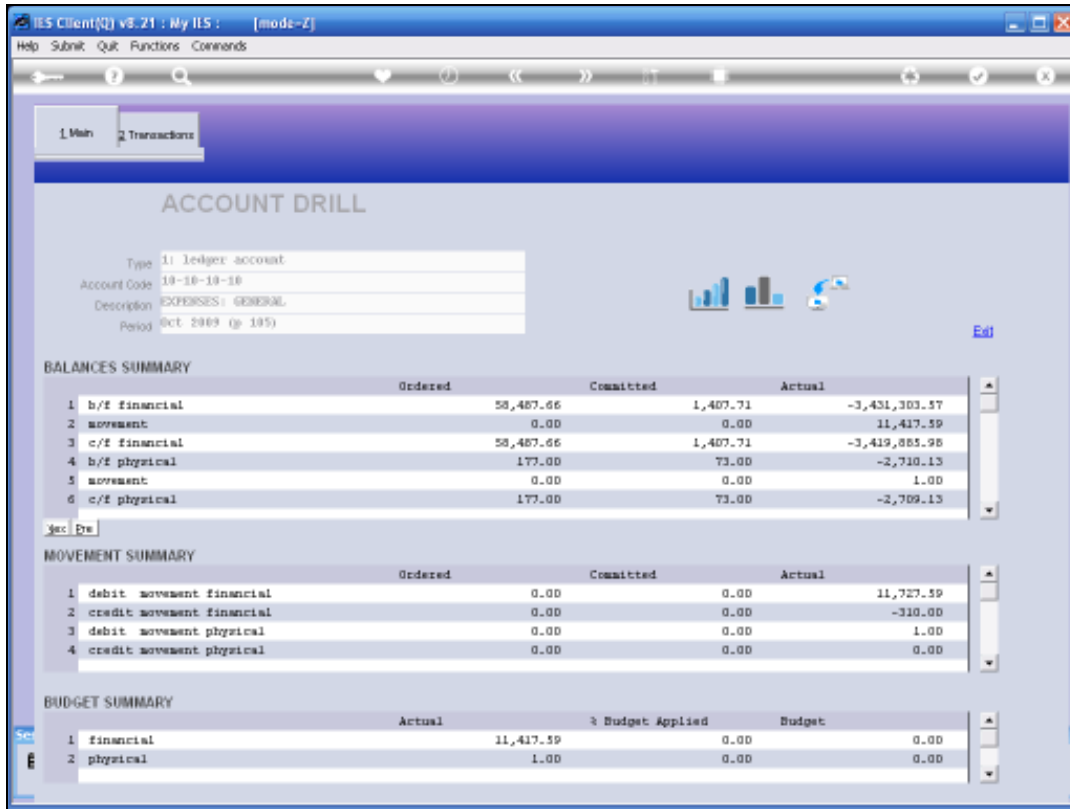 IES Client(Q) v8.21 : My IES : [mode-Z]
Help Submit Quit Functions Commands
1 Main 2 Transactions
ACCOUNT DRILL
Type 1: ledger account
Account Code 10-10-10-10
Description EXPENSES: GENERAL
Period Oct 2009 (p 105)
Exit
BALANCES SUMMARY
Ordered Committed Actual
1 b/f financial 58,487.66 1,407.71 -3,431,303.57
2 movement 0.00 0.00 11,417.59
3 c/f financial 58,487.66 1,407.71 -3,419,885.98
4 b/f physical 177.00 73.00 -2,710.13
5 movement 0.00 0.00 1.00
6 c/f physical 177.00 73.00 -2,709.13
Nex Pre
MOVEMENT SUMMARY
Ordered Committed Actual
1 debit movement financial 0.00 0.00 11,727.59
2 credit movement financial 0.00 0.00 -310.00
3 debit movement physical 0.00 0.00 1.00
4 credit movement physical 0.00 0.00 0.00
BUDGET SUMMARY
Actual % Budget Applied Budget
1 financial 11,417.59 0.00 0.00
2 physical 1.00 0.00 0.00